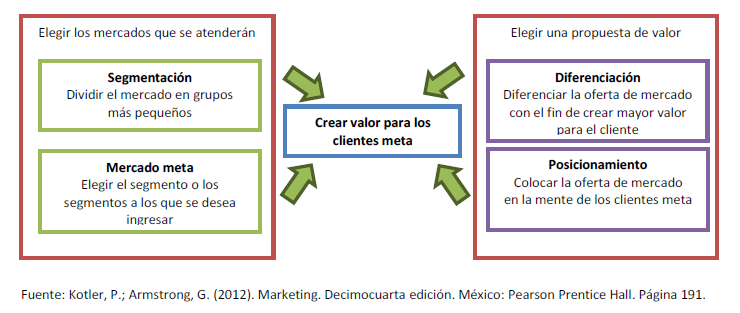 Elegir los mercados que se atenderán
Segmentación
Dividir el mercado en grupos
más pequeños
Mercado meta
Elegir el segmento o los
segmentos a los que se desea
ingresar
Crear valor para los
clientes meta
Elegir una propuesta de valor
Diferenciación
Diferenciar la oferta de mercado
con el fin de crear mayor valor
para el cliente
Posicionamiento
Colocar la oferta de mercado
en la mente de los clientes meta
Fuente: Kotler, P.; Armstrong, G. (2012). Marketing. Decimocuarta edición. México: Pearson Prentice Hall. Página 191.